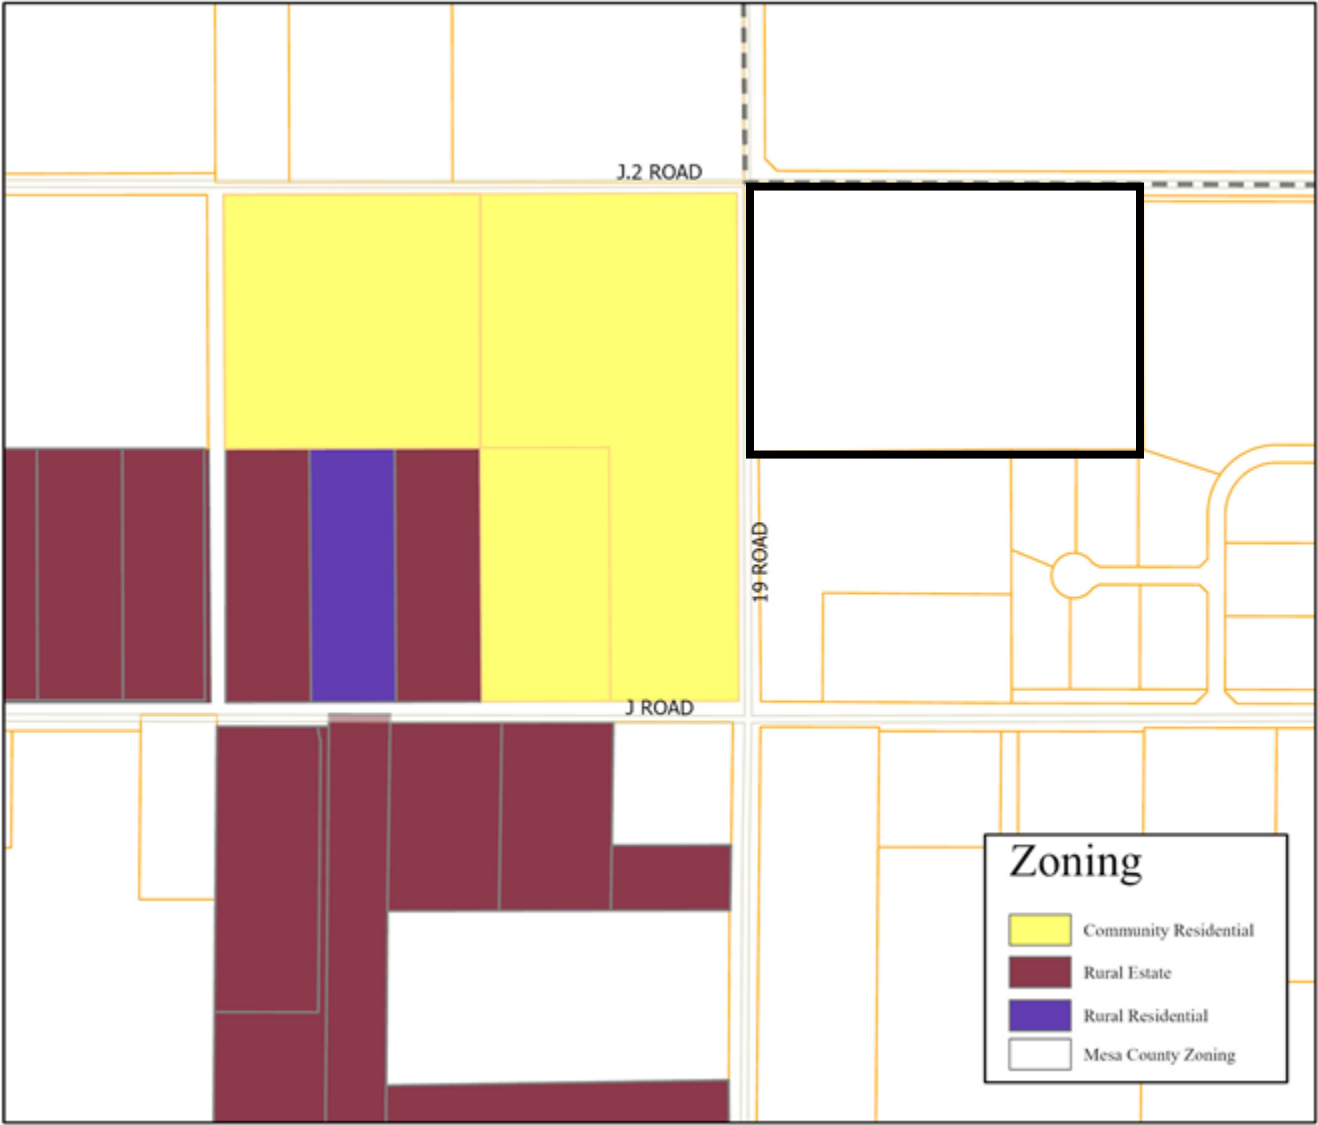 J.2 ROAD
19 ROAD
J ROAD
Zoning
Community Residential
Rural Estate
Rural Residential
Mesa County Zoning